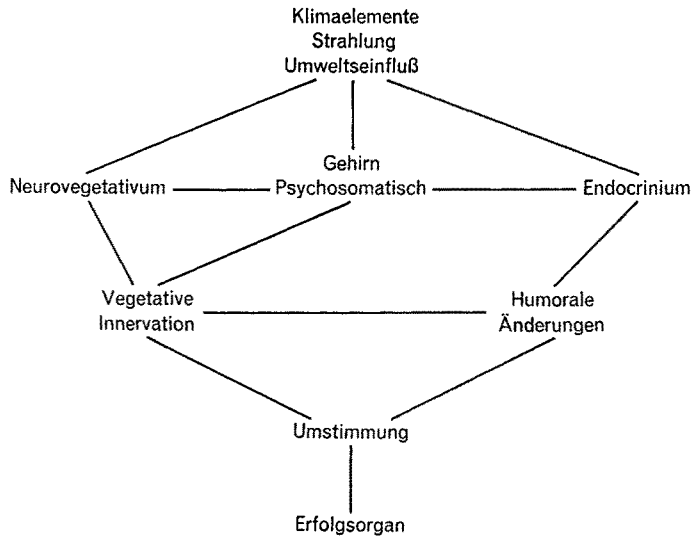 Klimaelemente
Strahlung
Umweltseinfluß
Gehirn
Neurovegetativum
Psychosomatisch
Endocrinium
Vegetative
Innervation
Humorale
Änderungen
Umstimmung
Erfolgsorgan